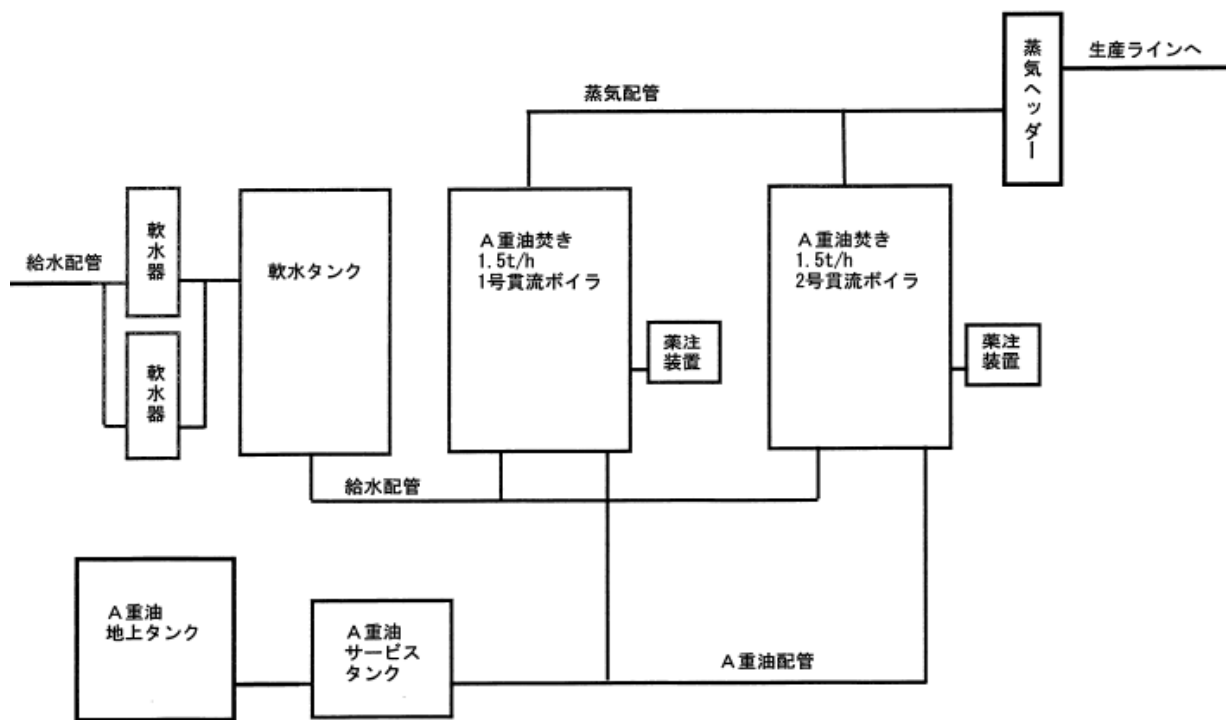 蒸気ヘッダー
生産ラインへ
蒸気配管
給水配管
軟水器
軟水器
軟水タンク
A重油焚き
1.5t/h
1号貫流ボイラ
薬注
装置
A重油焚き
1.5t/h
2号貫流ボイラ
薬注
装置
給水配管
A重油
地上タンク
A重油
サービス
タンク
A重油配管